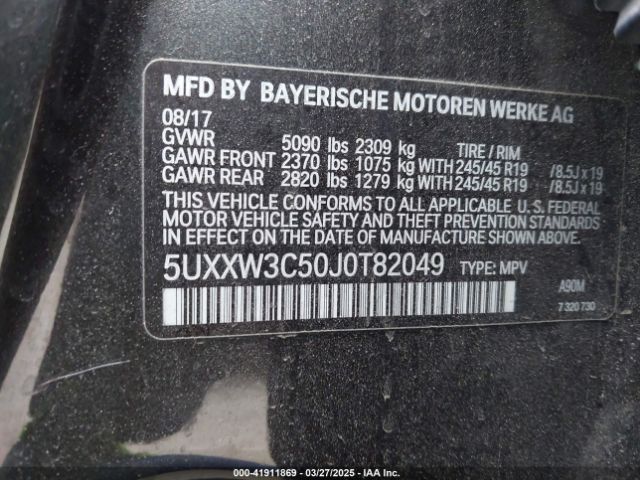 MFD BY BAYERISCHE MOTOREN WERKE AG
08/17
GVWR 5090 lbs 2309 kg TIRE / RIM
GAWR FRONT 2370 lbs 1075 kg WITH 245/45 R19 /8.5J x 19
GAWR REAR 2820 lbs 1279 kg WITH 245/45 R19 /8.5J x 19
THIS VEHICLE CONFORMS TO ALL APPLICABLE U.S. FEDERAL
MOTOR VEHICLE SAFETY AND THEFT PREVENTION STANDARDS
IN EFFECT ON THE DATE OF MANUFACTURE SHOWN ABOVE.
5UXXW3C50J0T82049 TYPE: MPV A90M
7 320 730
000-41911869 | 03/27/2025 | IAA Inc.